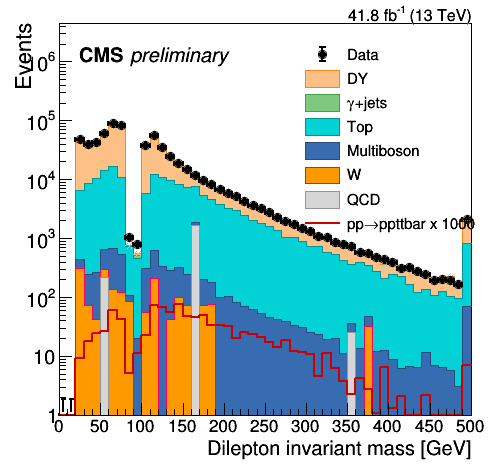 41.8 fb⁻¹ (13 TeV)
Events
CMS preliminary
Data
DY
γ+jets
Top
Multiboson
W
QCD
pp→ppttbar x 1000
10⁶
10⁵
10⁴
10³
10²
10
1
0 50 100 150 200 250 300 350 400 450 500
Dilepton invariant mass [GeV]